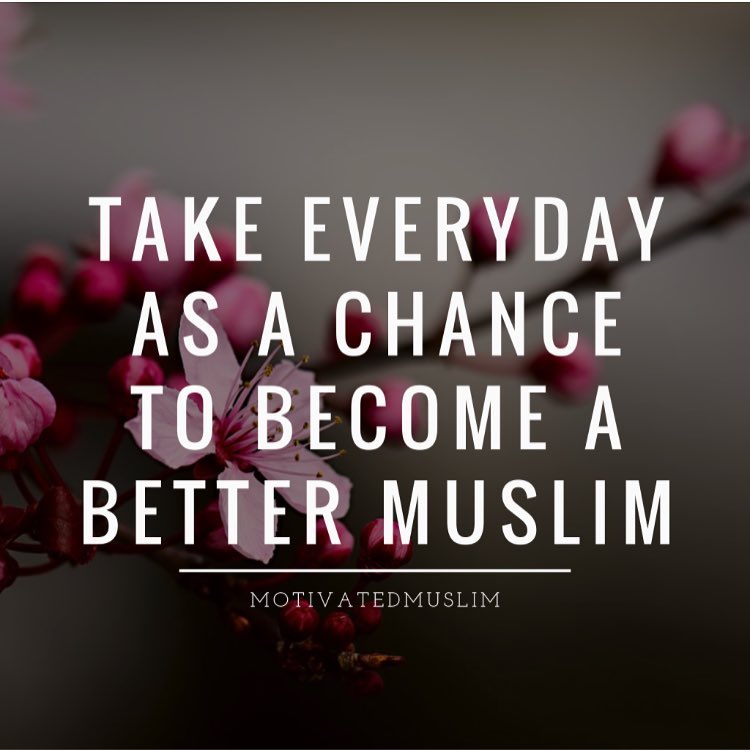 TAKE EVERYDAY
AS A CHANCE
TO BECOME A
BETTER MUSLIM
MOTIVATEDMUSLIM